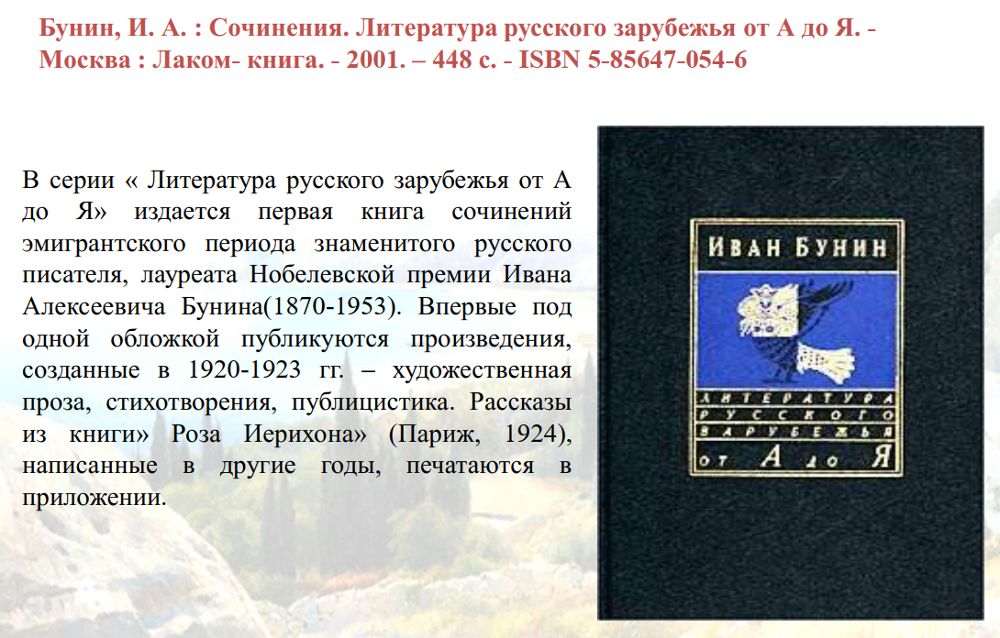 Бунин, И. А. : Сочинения. Литература русского зарубежья от А до Я. -
Москва : Лаком- книга. - 2001. – 448 с. - ISBN 5-85647-054-6
В серии « Литература русского зарубежья от А
до Я» издается первая книга сочинений
эмигрантского периода знаменитого русского
писателя, лауреата Нобелевской премии Ивана
Алексеевича Бунина(1870-1953). Впервые под
одной обложкой публикуются произведения,
созданные в 1920-1923 гг. – художественная
проза, стихотворения, публицистика. Рассказы
из книги» Роза Иерихона» (Париж, 1924),
написанные в другие годы, печатаются в
приложении.
ИВАН БУНИН
ЛИТЕРАТУРА
РУССКОГО
ЗАРУБЕЖЬЯ
ОТ А ДО Я